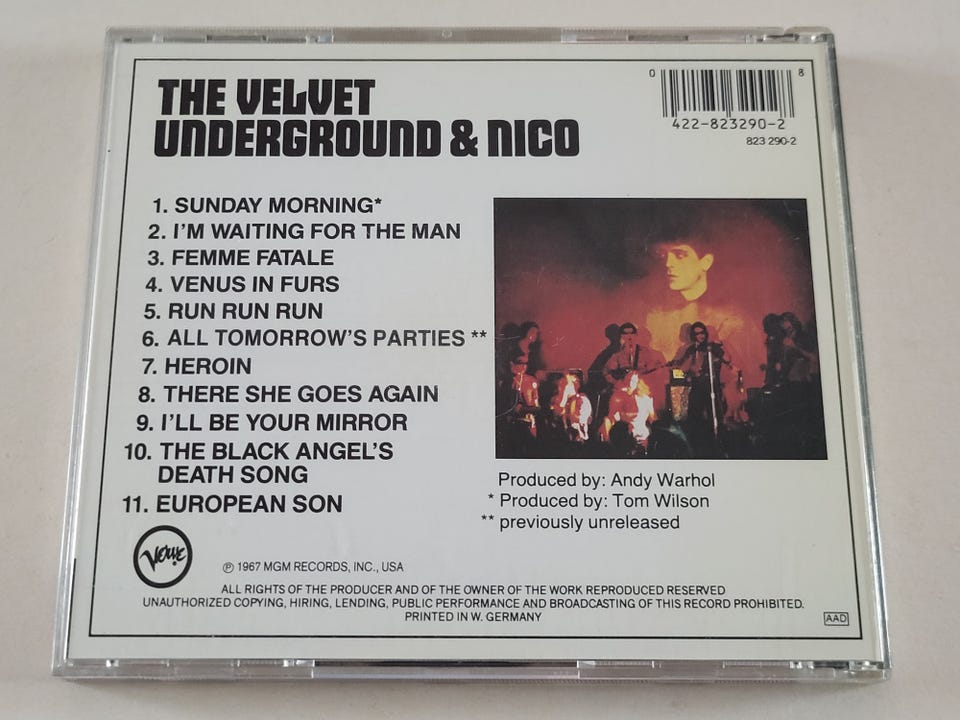 THE VELVET
UNDERGROUND & NICO
0 8
422-823290-2
823 290-2
1. SUNDAY MORNING*
2. I'M WAITING FOR THE MAN
3. FEMME FATALE
4. VENUS IN FURS
5. RUN RUN RUN
6. ALL TOMORROW'S PARTIES **
7. HEROIN
8. THERE SHE GOES AGAIN
9. I'LL BE YOUR MIRROR
10. THE BLACK ANGEL'S
DEATH SONG
11. EUROPEAN SON
Produced by: Andy Warhol
* Produced by: Tom Wilson
** previously unreleased
Verve
℗ 1967 MGM RECORDS, INC., USA
ALL RIGHTS OF THE PRODUCER AND OF THE OWNER OF THE WORK REPRODUCED RESERVED
UNAUTHORIZED COPYING, HIRING, LENDING, PUBLIC PERFORMANCE AND BROADCASTING OF THIS RECORD PROHIBITED.
PRINTED IN W. GERMANY
AAD